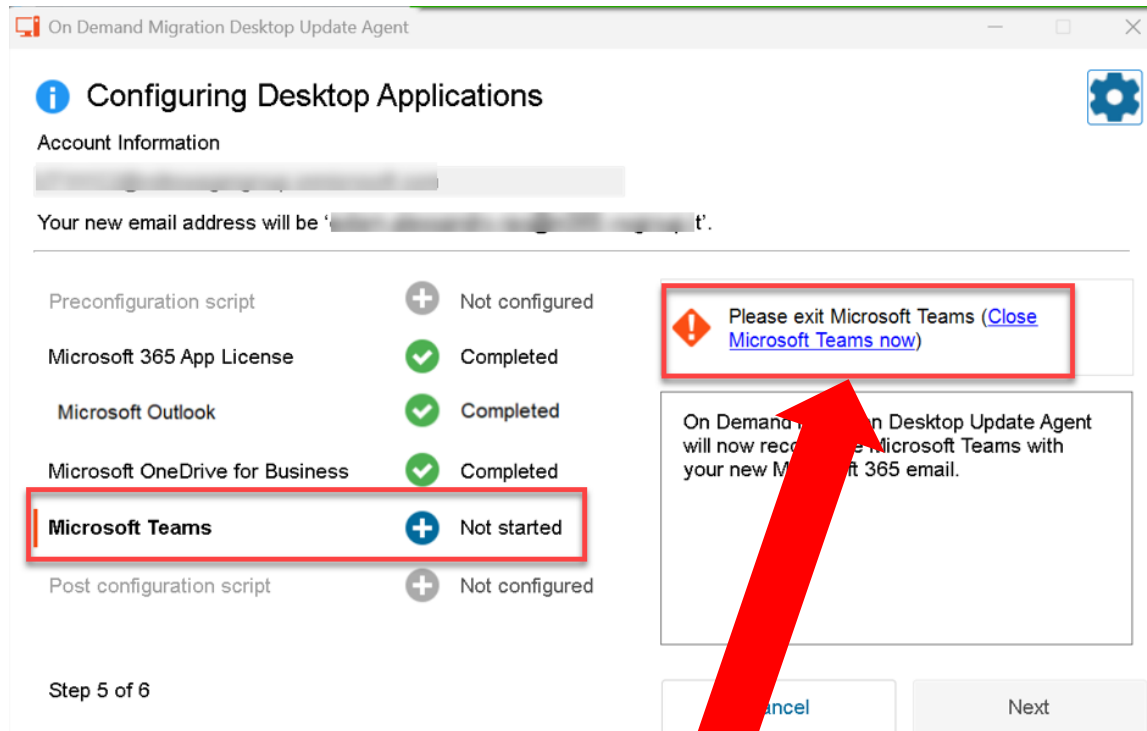 On Demand Migration Desktop Update Agent
Configuring Desktop Applications
Account Information
Your new email address will be ‘ t’.
Preconfiguration script Not configured
Microsoft 365 App License Completed
Microsoft Outlook Completed
Microsoft OneDrive for Business Completed
Microsoft Teams Not started
Post configuration script Not configured
Please exit Microsoft Teams (Close
Microsoft Teams now)
On Demand n Desktop Update Agent
will now reco e Microsoft Teams with
your new M ft 365 email.
Step 5 of 6
ancel
Next